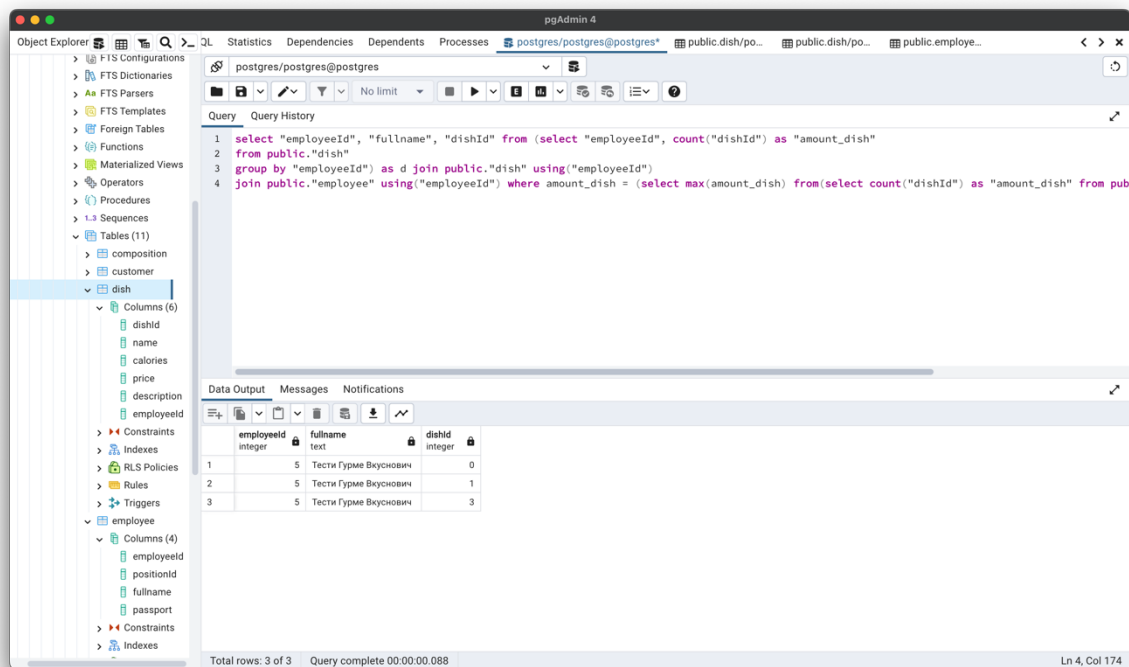 pgAdmin 4
Object Explorer
QL Statistics Dependencies Dependents Processes postgres/postgres@postgres* public.dish/po... public.dish/po... public.employe...
FTS Configurations
FTS Dictionaries
Aa FTS Parsers
FTS Templates
Foreign Tables
Functions
Materialized Views
Operators
Procedures
1..3 Sequences
Tables (11)
composition
customer
dish
Columns (6)
dishId
name
calories
price
description
employeeId
Constraints
Indexes
RLS Policies
Rules
Triggers
employee
Columns (4)
employeeId
positionId
fullname
passport
Constraints
Indexes
postgres/postgres@postgres
No limit
E
Query Query History
1 select "employeeId", "fullname", "dishId" from (select "employeeId", count("dishId") as "amount_dish"
2 from public."dish"
3 group by "employeeId") as d join public."dish" using("employeeId")
4 join public."employee" using("employeeId") where amount_dish = (select max(amount_dish) from(select count("dishId") as "amount_dish" from pub
Data Output Messages Notifications
employeeId fullname dishId
integer text integer
1 5 Тести Гурме Вкуснович 0
2 5 Тести Гурме Вкуснович 1
3 5 Тести Гурме Вкуснович 3
Total rows: 3 of 3 Query complete 00:00:00.088 Ln 4, Col 174